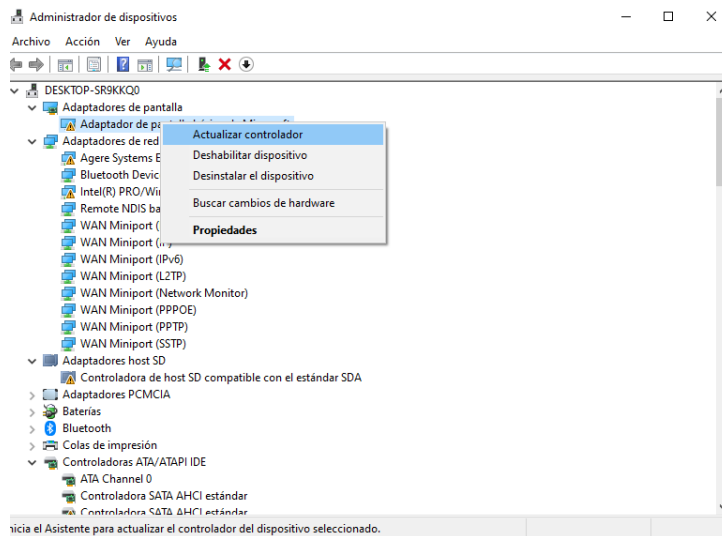 Administrador de dispositivos
Archivo Acción Ver Ayuda
DESKTOP-SR9KKQ0
Adaptadores de pantalla
Adaptador de
Actualizar controlador
Adaptadores de red
Deshabilitar dispositivo
Agere Systems
Desinstalar el dispositivo
Bluetooth
Intel(R)
Buscar cambios de hardware
Remote NDIS
WAN Miniport
Propiedades
WAN Miniport
WAN Miniport (IPv6)
WAN Miniport (L2TP)
WAN Miniport (Network Monitor)
WAN Miniport (PPPOE)
WAN Miniport (PPTP)
WAN Miniport (SSTP)
Adaptadores host SD
Controladora de host SD compatible con el estándar SDA
Adaptadores PCMCIA
Baterías
Bluetooth
Colas de impresión
Controladoras ATA/ATAPI IDE
ATA Channel 0
Controladora SATA AHCI estándar
Controladora SATA AHCI estándar
nicia el Asistente para actualizar el controlador del dispositivo seleccionado.